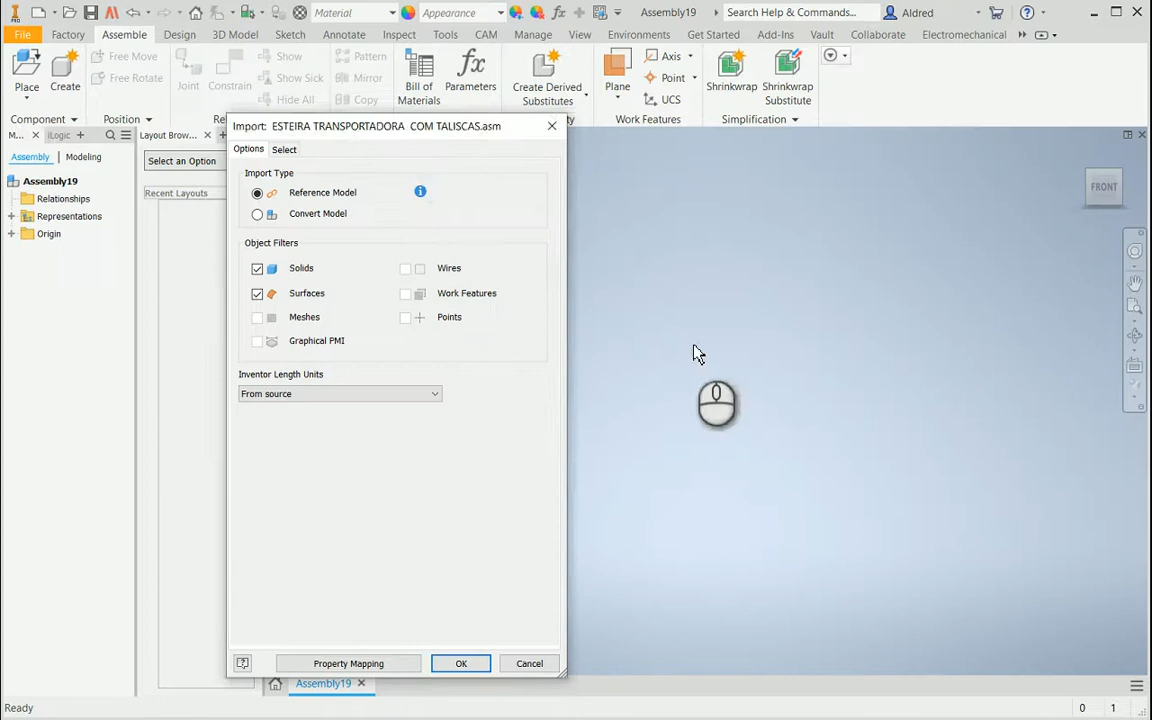 PRO
Material
Appearance
Assembly19
Search Help & Commands...
Aldred
File
Factory
Assemble
Design
3D Model
Sketch
Annotate
Inspect
Tools
CAM
Manage
View
Environments
Get Started
Add-Ins
Vault
Collaborate
Electromechanical
Place
Create
Free Move
Free Rotate
Joint
Constrain
Show
Show Sick
Hide All
Pattern
Mirror
Copy
Bill of
Materials
Parameters
Create Derived
Substitutes
Plane
Axis
Point
UCS
Shrinkwrap
Shrinkwrap
Substitute
Component
Position
Work Features
Simplification
M...
iLogic
Layout Brow...
Assembly
Modeling
Select an Option
Recent Layouts
Assembly19
Relationships
Representations
Origin
Import: ESTEIRA TRANSPORTADORA COM TALISCAS.asm
Options
Select
Import Type
Reference Model
Convert Model
Object Filters
Solids
Wires
Surfaces
Work Features
Meshes
Points
Graphical PMI
Inventor Length Units
From source
Property Mapping
OK
Cancel
FRONT
Assembly19
Ready
0
1